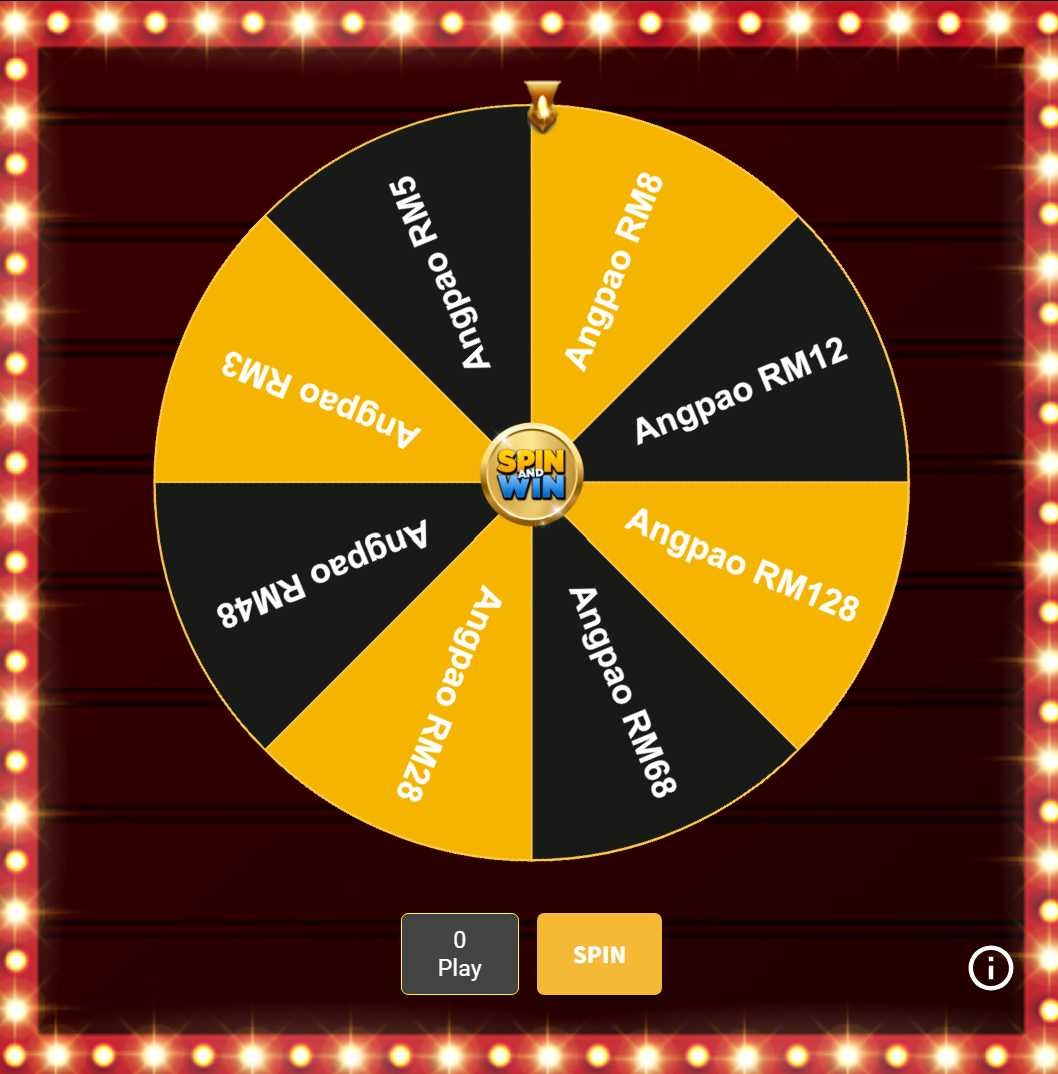 Angpao RM8
Angpao RM12
Angpao RM128
Angpao RM68
Angpao RM28
Angpao RM48
Angpao RM3
Angpao RM5
SPIN
AND
WIN
0
Play
SPIN
i